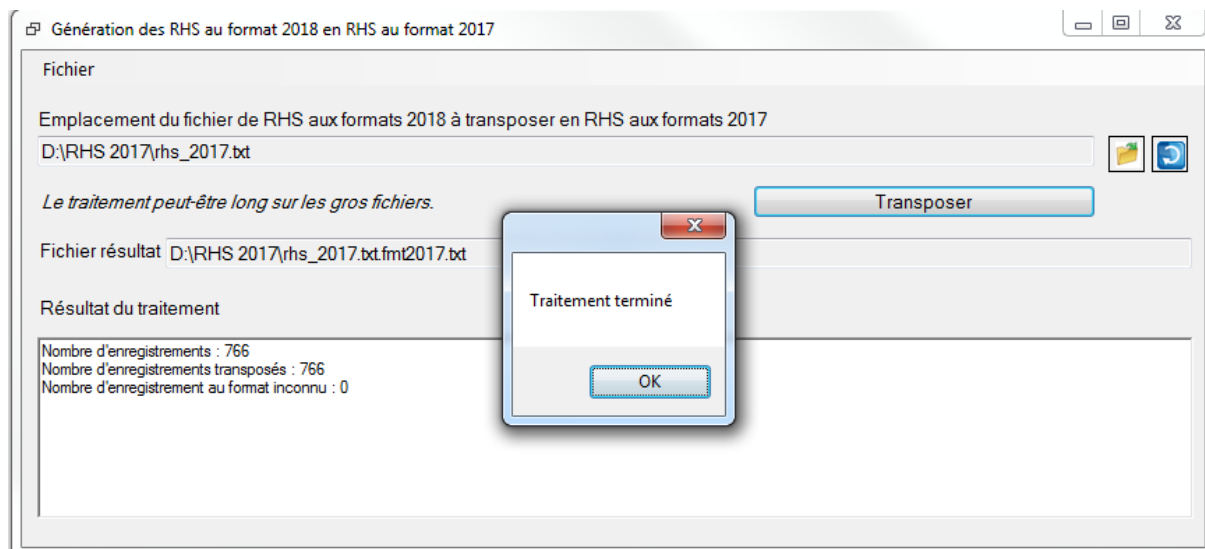 Génération des RHS au format 2018 en RHS au format 2017
Fichier
Emplacement du fichier de RHS aux formats 2018 à transposer en RHS aux formats 2017
D:\RHS 2017\rhs_2017.txt
Le traitement peut-être long sur les gros fichiers.
Transposer
Fichier résultat D:\RHS 2017\rhs_2017.txt.fmt2017.txt
Traitement terminé
OK
Résultat du traitement
Nombre d'enregistrements : 766
Nombre d'enregistrements transposés : 766
Nombre d'enregistrement au format inconnu : 0